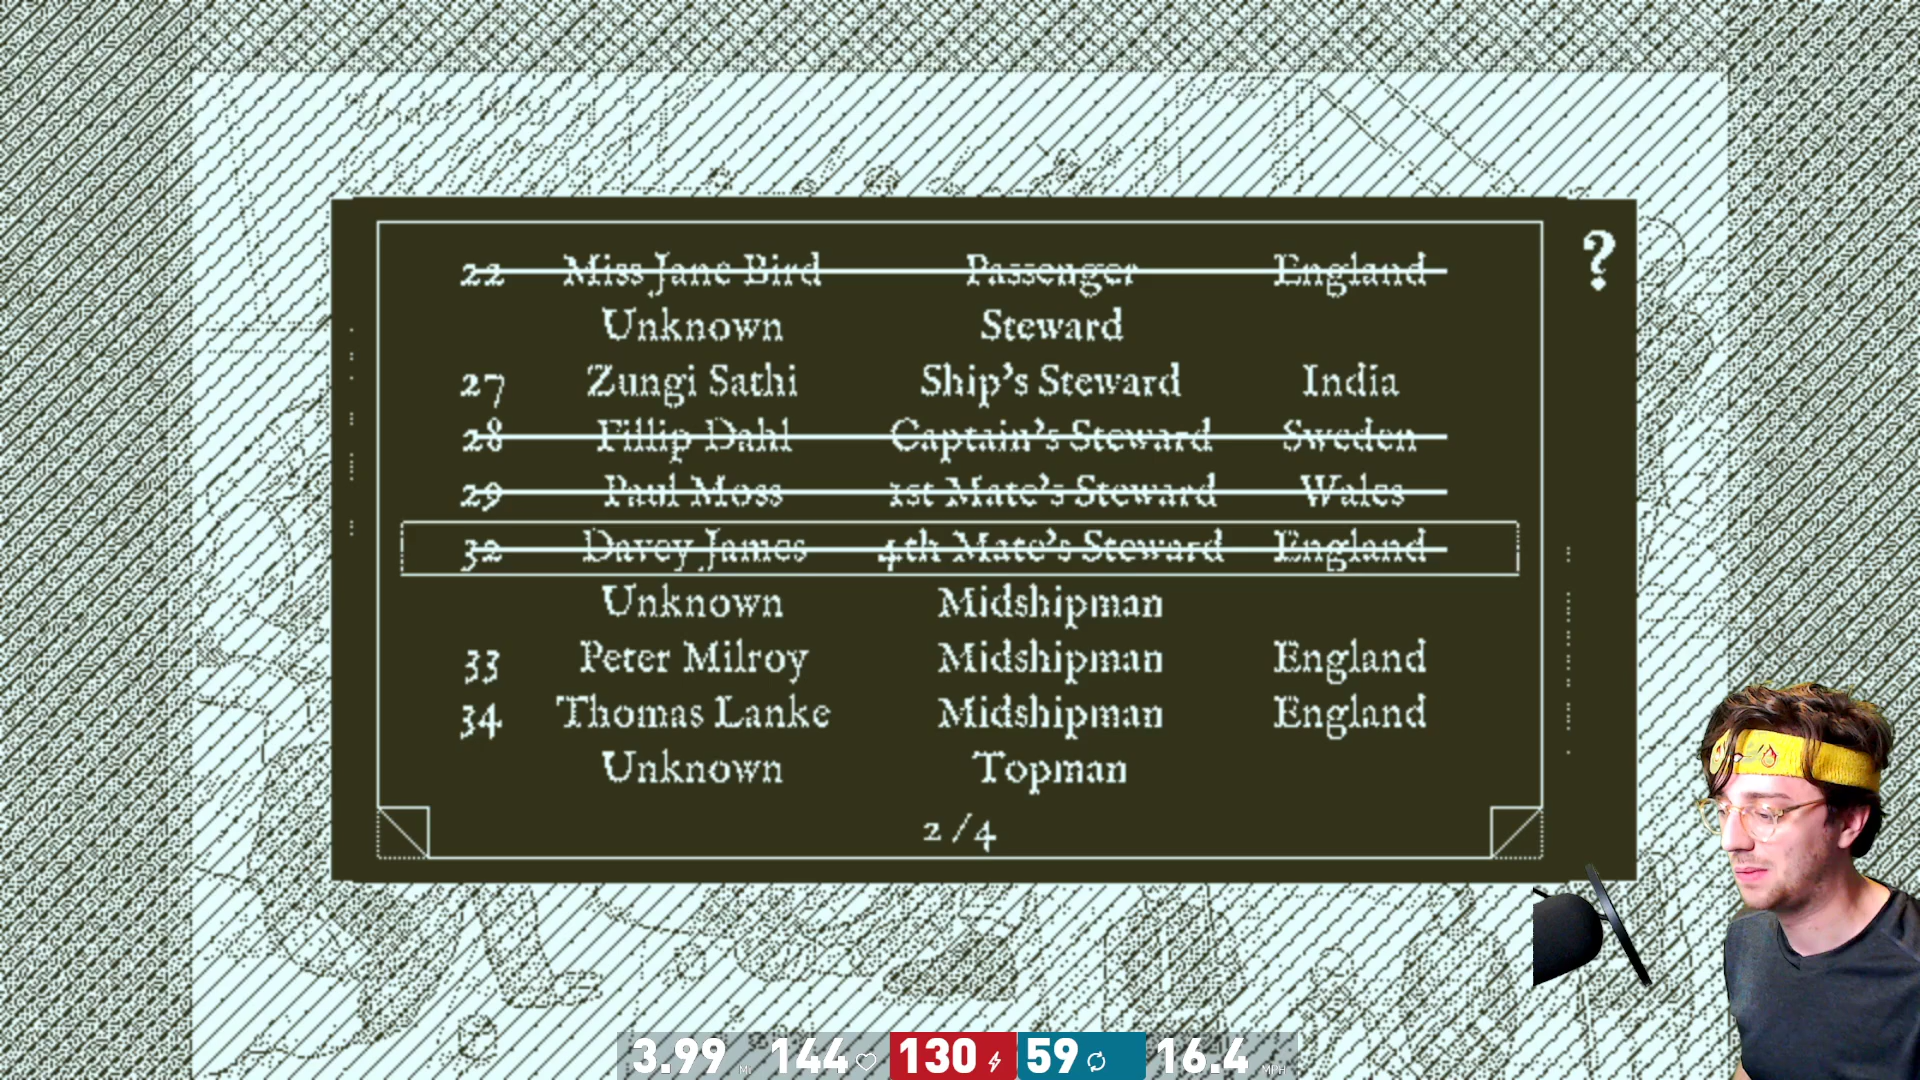 ?
22 Miss Jane Bird Passenger England
Unknown Steward
27 Zungi Sathi Ship's Steward India
28 Fillip Dahl Captain's Steward Sweden
29 Paul Moss 1st Mate's Steward Wales
32 Davey James 4th Mate's Steward England
Unknown Midshipman
33 Peter Milroy Midshipman England
34 Thomas Lanke Midshipman England
Unknown Topman
2/4
3.99 144 130 59 16.4 MPH